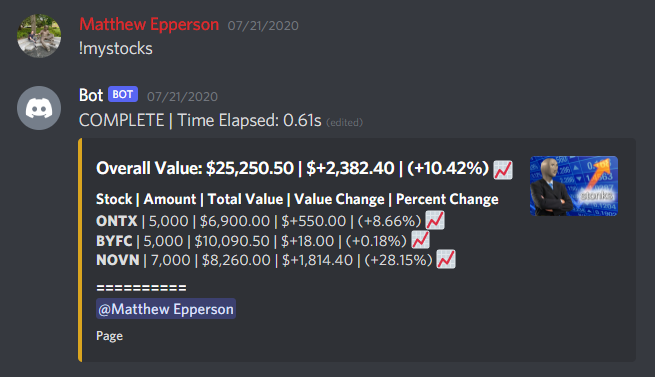 Matthew Epperson 07/21/2020
!mystocks
Bot BOT 07/21/2020
COMPLETE | Time Elapsed: 0.61s (edited)
Overall Value: $25,250.50 | $+2,382.40 | (+10.42%) 📈
stonks
Stock | Amount | Total Value | Value Change | Percent Change
ONTX | 5,000 | $6,900.00 | $+550.00 | (+8.66%) 📈
BYFC | 5,000 | $10,090.50 | $+18.00 | (+0.18%) 📈
NOVN | 7,000 | $8,260.00 | $+1,814.40 | (+28.15%) 📈
==========
@Matthew Epperson
Page